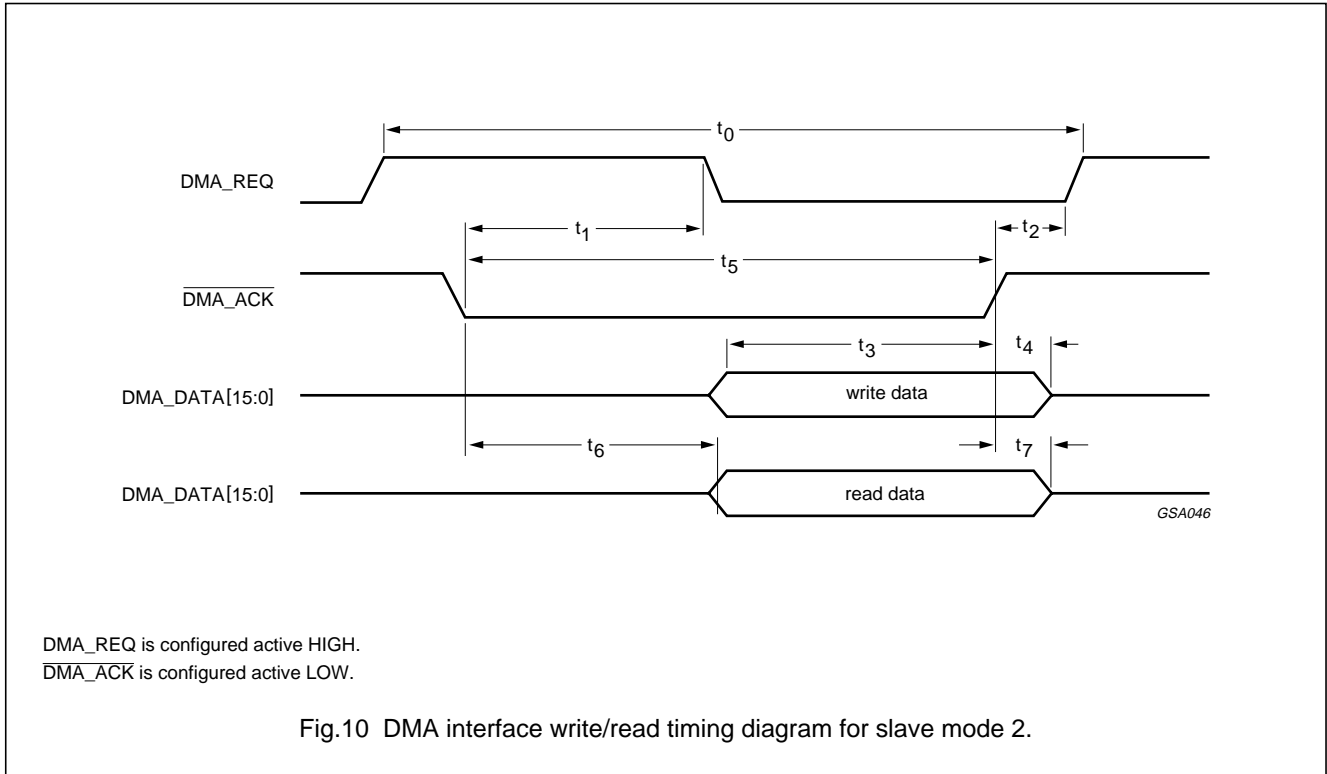 t0
DMA_REQ
t1
t2
t5
DMA_ACK
t3
t4
DMA_DATA[15:0]
write data
t6
t7
DMA_DATA[15:0]
read data
GSA046
DMA_REQ is configured active HIGH.
DMA_ACK is configured active LOW.
Fig.10 DMA interface write/read timing diagram for slave mode 2.